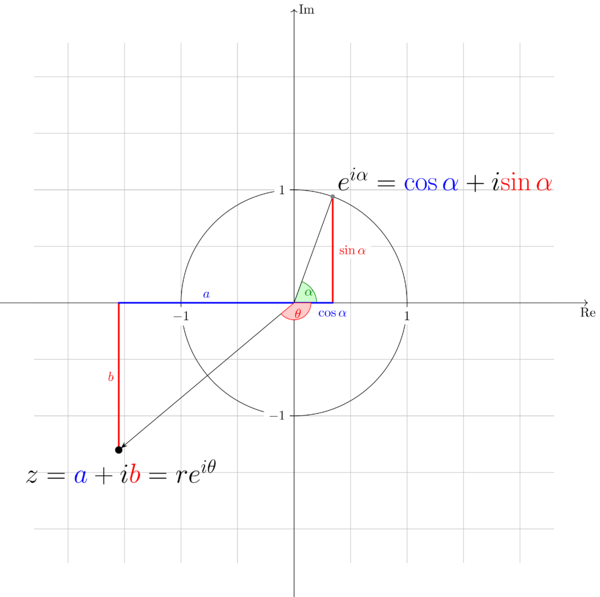 Im
1
e^{iα} = cos α + i sin α
sin α
a
α
θ
cos α
−1
1
Re
b
−1
z = a + ib = re^{iθ}